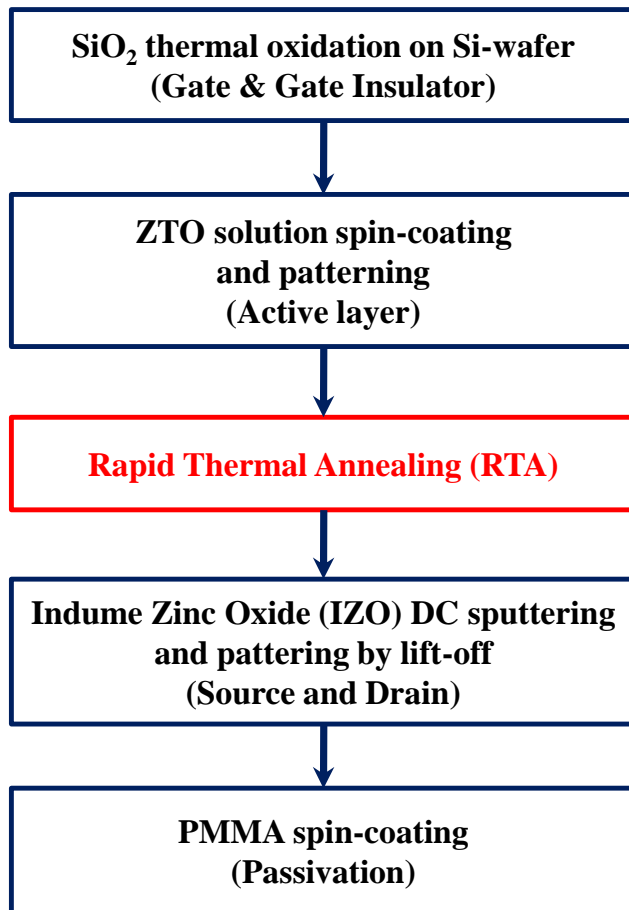 SiO₂ thermal oxidation on Si-wafer
(Gate & Gate Insulator)
ZTO solution spin-coating
and patterning
(Active layer)
Rapid Thermal Annealing (RTA)
Indume Zinc Oxide (IZO) DC sputtering
and pattering by lift-off
(Source and Drain)
PMMA spin-coating
(Passivation)